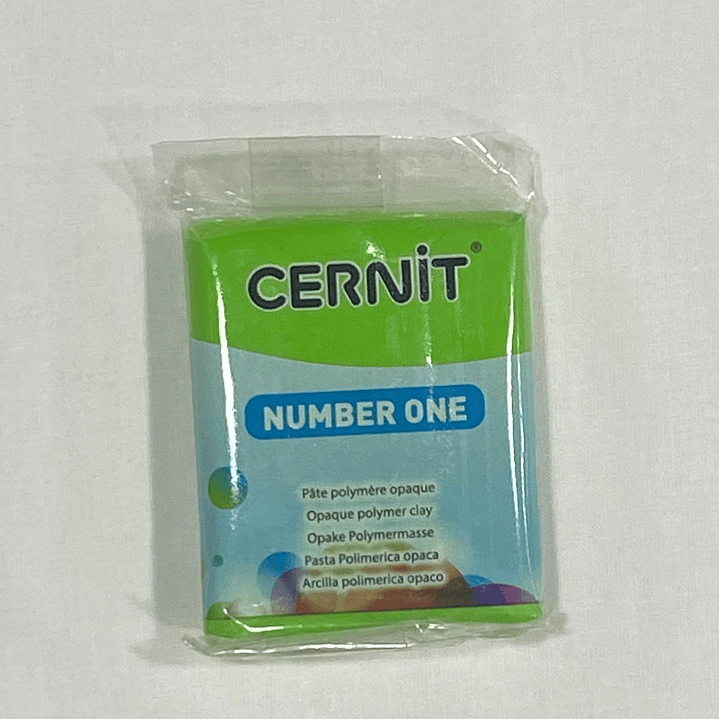 CERNiT®
NUMBER ONE
Pâte polymère opaque
Opaque polymer clay
Opake Polymermasse
Pasta Polimerica opaca
Arcilla polimerica opaco